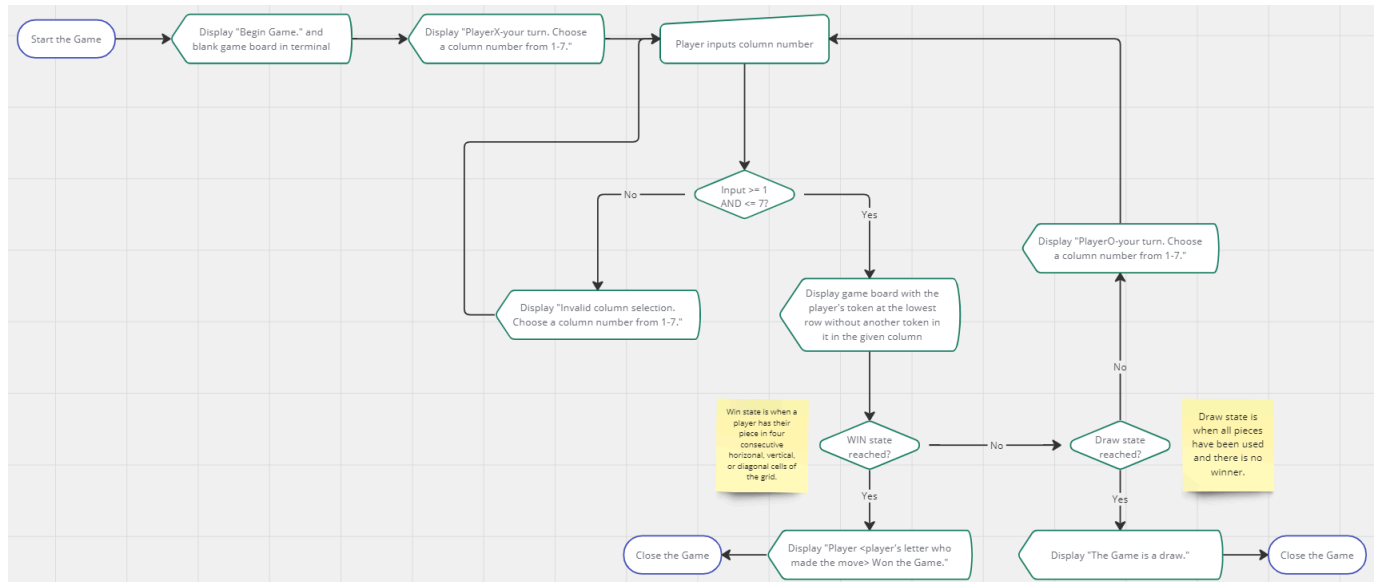 Start the Game
Display "Begin Game." and
blank game board in terminal
Display "PlayerX-your turn. Choose
a column number from 1-7."
Player inputs column number
Input >= 1
AND <= 7?
No
Yes
Display "Invalid column selection.
Choose a column number from 1-7."
Display game board with the
player's token at the lowest
row without another token in
it in the given column
Display "PlayerO-your turn. Choose
a column number from 1-7."
No
Win state is when a
player has their
piece in four
consecutive
horizonal, vertical,
or diagonal cells of
the grid.
WIN state
reached?
No
Draw state
reached?
Draw state is
when all pieces
have been used
and there is no
winner.
Yes
Yes
Close the Game
Display "Player <player's letter who
made the move> Won the Game."
Display "The Game is a draw."
Close the Game